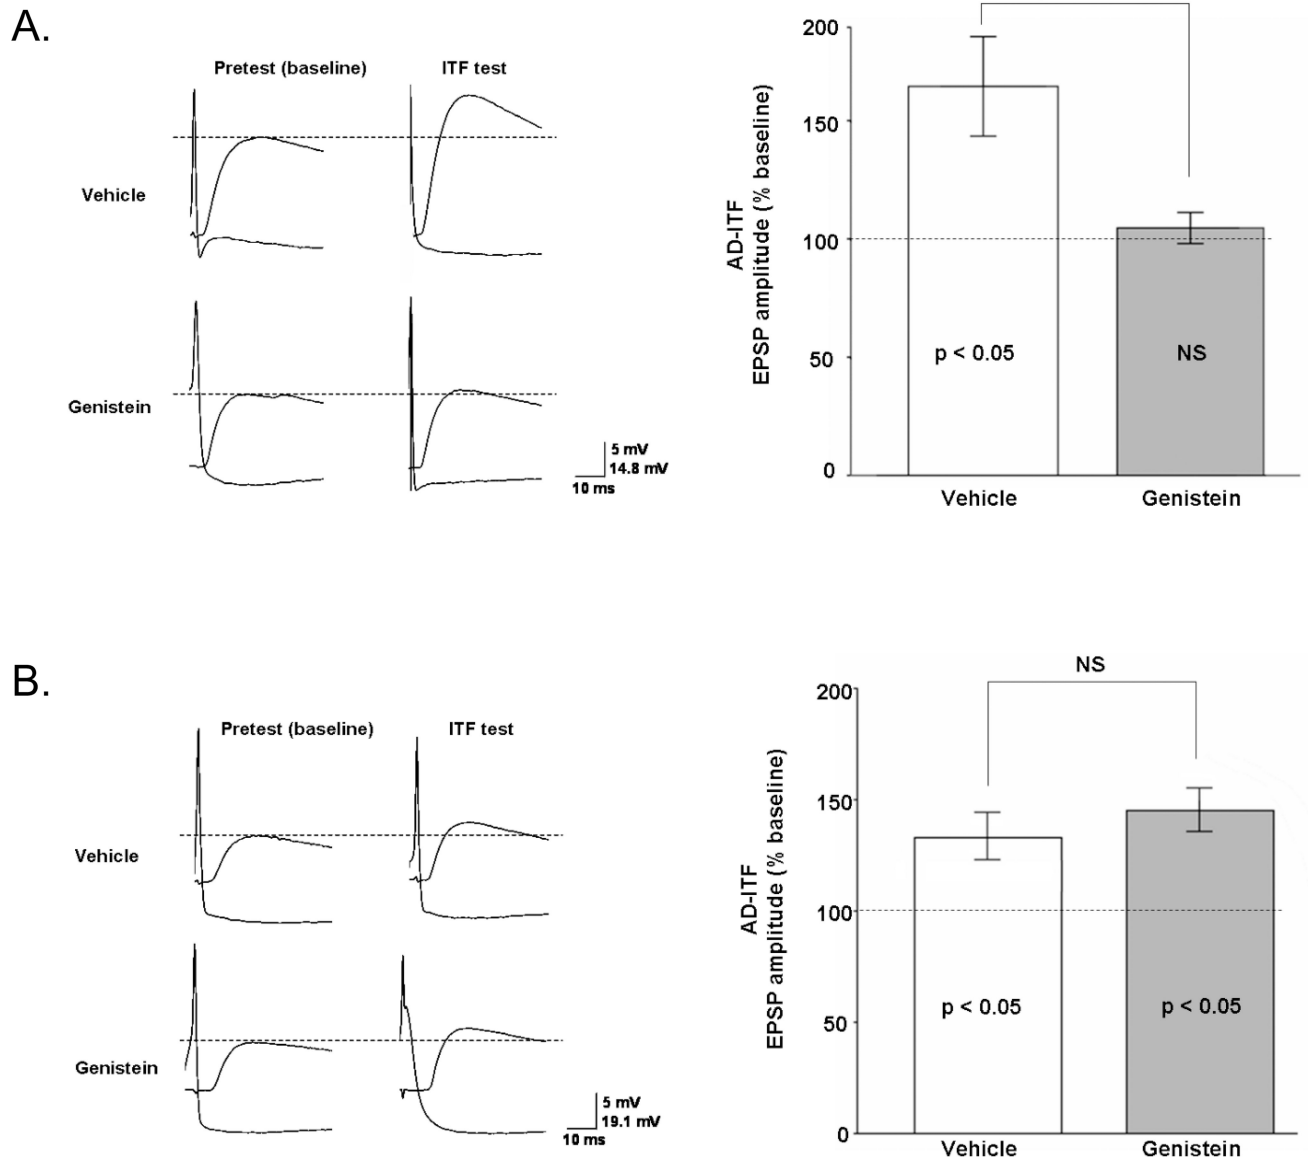 A.
Pretest (baseline) ITF test
Vehicle
Genistein
5 mV
14.8 mV
10 ms
AD-ITF
EPSP amplitude (% baseline)
200
150
100
50
0
p < 0.05
NS
Vehicle Genistein
B.
Pretest (baseline) ITF test
Vehicle
Genistein
5 mV
19.1 mV
10 ms
AD-ITF
EPSP amplitude (% baseline)
NS
200
150
100
50
0
p < 0.05 p < 0.05
Vehicle Genistein